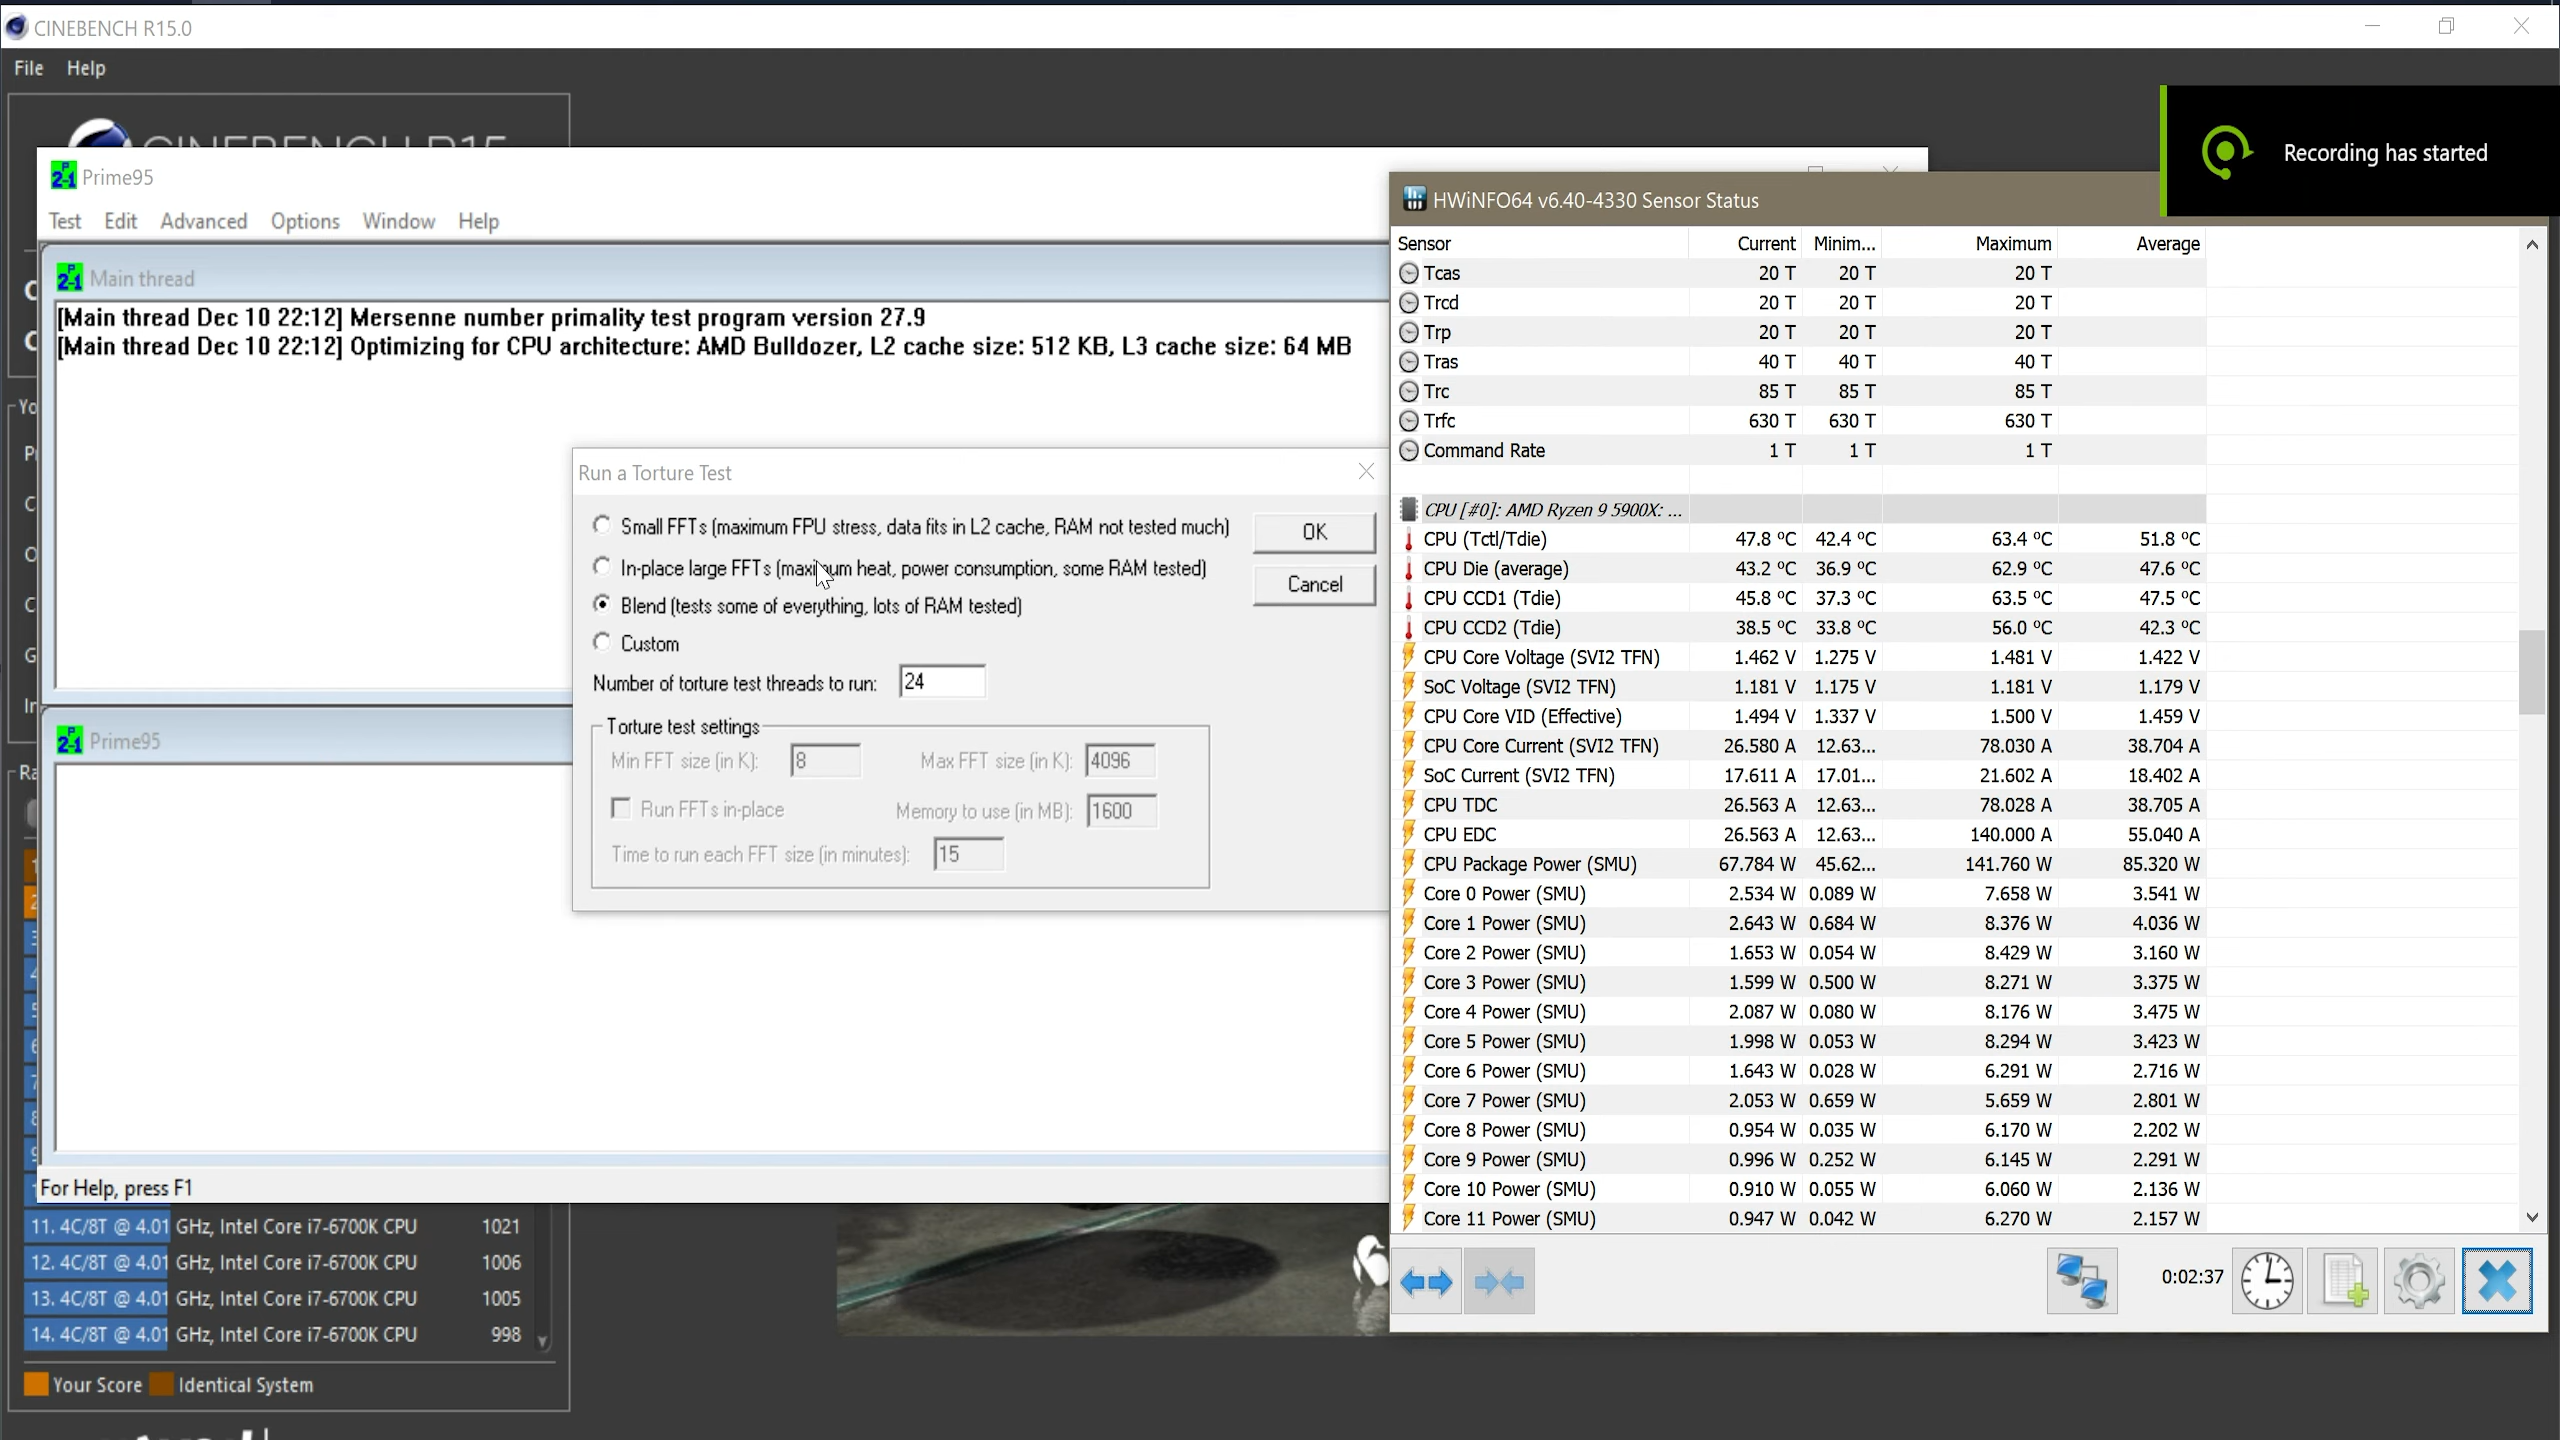 CINEBENCH R15.0
File Help
Recording has started
Prime95
Test Edit Advanced Options Window Help
Main thread
[Main thread Dec 10 22:12] Mersenne number primality test program version 27.9
[Main thread Dec 10 22:12] Optimizing for CPU architecture: AMD Bulldozer, L2 cache size: 512 KB, L3 cache size: 64 MB
Run a Torture Test
Small FFTs (maximum FPU stress, data fits in L2 cache, RAM not tested much)
OK
In-place large FFTs (maximum heat, power consumption, some RAM tested)
Cancel
Blend (tests some of everything, lots of RAM tested)
Custom
Number of torture test threads to run: 24
Torture test settings
Min FFT size (in K): 8 Max FFT size (in K): 4096
Run FFTs in-place Memory to use (in MB): 1600
Time to run each FFT size (in minutes): 15
Prime95
For Help, press F1
11. 4C/8T @ 4.01 GHz, Intel Core i7-6700K CPU 1021
12. 4C/8T @ 4.01 GHz, Intel Core i7-6700K CPU 1006
13. 4C/8T @ 4.01 GHz, Intel Core i7-6700K CPU 1005
14. 4C/8T @ 4.01 GHz, Intel Core i7-6700K CPU 998
Your Score Identical System
HWiNFO64 v6.40-4330 Sensor Status
Sensor Current Minim... Maximum Average
Tcas 20 T 20 T 20 T
Trcd 20 T 20 T 20 T
Trp 20 T 20 T 20 T
Tras 40 T 40 T 40 T
Trc 85 T 85 T 85 T
Trfc 630 T 630 T 630 T
Command Rate 1 T 1 T 1 T
CPU [#0]: AMD Ryzen 9 5900X: ...
CPU (Tctl/Tdie) 47.8 ºC 42.4 ºC 63.4 ºC 51.8 ºC
CPU Die (average) 43.2 ºC 36.9 ºC 62.9 ºC 47.6 ºC
CPU CCD1 (Tdie) 45.8 ºC 37.3 ºC 63.5 ºC 47.5 ºC
CPU CCD2 (Tdie) 38.5 ºC 33.8 ºC 56.0 ºC 42.3 ºC
CPU Core Voltage (SVI2 TFN) 1.462 V 1.275 V 1.481 V 1.422 V
SoC Voltage (SVI2 TFN) 1.181 V 1.175 V 1.181 V 1.179 V
CPU Core VID (Effective) 1.494 V 1.337 V 1.500 V 1.459 V
CPU Core Current (SVI2 TFN) 26.580 A 12.63... 78.030 A 38.704 A
SoC Current (SVI2 TFN) 17.611 A 17.01... 21.602 A 18.402 A
CPU TDC 26.563 A 12.63... 78.028 A 38.705 A
CPU EDC 26.563 A 12.63... 140.000 A 55.040 A
CPU Package Power (SMU) 67.784 W 45.62... 141.760 W 85.320 W
Core 0 Power (SMU) 2.534 W 0.089 W 7.658 W 3.541 W
Core 1 Power (SMU) 2.643 W 0.684 W 8.376 W 4.036 W
Core 2 Power (SMU) 1.653 W 0.054 W 8.429 W 3.160 W
Core 3 Power (SMU) 1.599 W 0.500 W 8.271 W 3.375 W
Core 4 Power (SMU) 2.087 W 0.080 W 8.176 W 3.475 W
Core 5 Power (SMU) 1.998 W 0.053 W 8.294 W 3.423 W
Core 6 Power (SMU) 1.643 W 0.028 W 6.291 W 2.716 W
Core 7 Power (SMU) 2.053 W 0.659 W 5.659 W 2.801 W
Core 8 Power (SMU) 0.954 W 0.035 W 6.170 W 2.202 W
Core 9 Power (SMU) 0.996 W 0.252 W 6.145 W 2.291 W
Core 10 Power (SMU) 0.910 W 0.055 W 6.060 W 2.136 W
Core 11 Power (SMU) 0.947 W 0.042 W 6.270 W 2.157 W
0:02:37